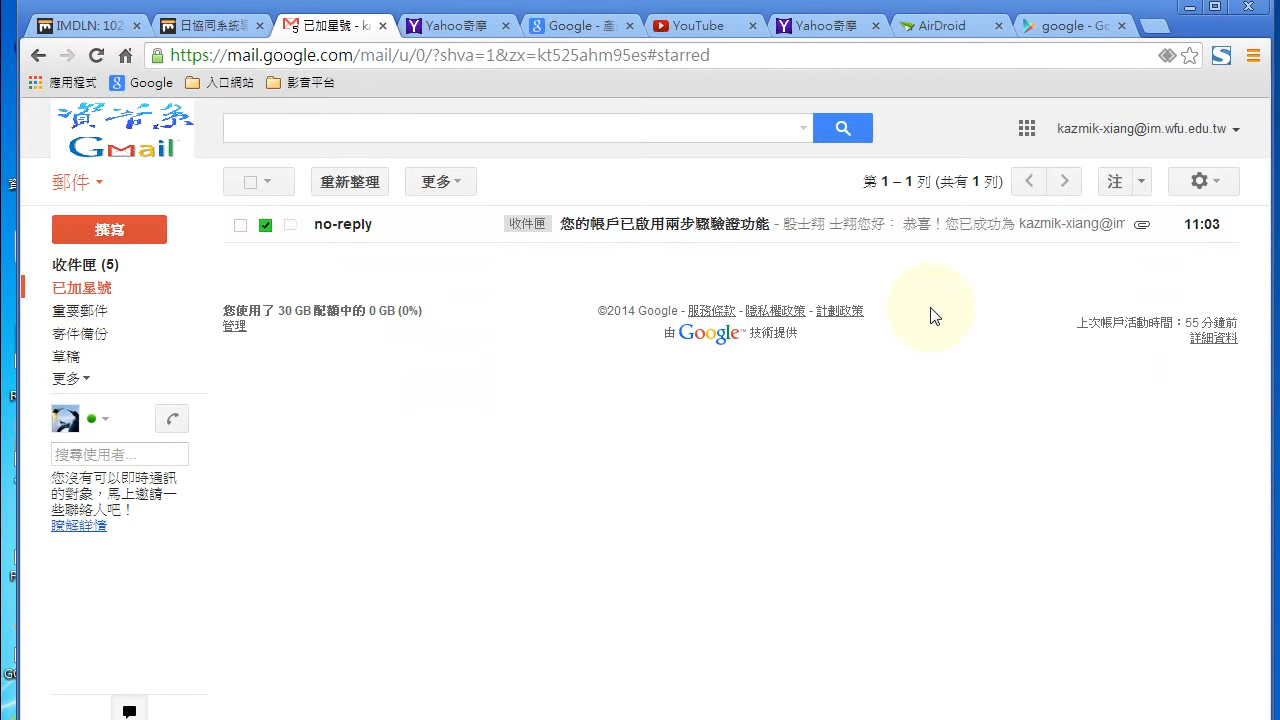 IMDLN: 102
日協同系統
已加星號 - k
Yahoo奇摩
Google - 產
YouTube
Yahoo奇摩
AirDroid
google - Go
https://mail.google.com/mail/u/0/?shva=1&zx=kt525ahm95es#starred
應用程式
Google
入口網站
影音平台
資管系
Gmail
kazmik-xiang@im.wfu.edu.tw
郵件
重新整理
更多
第 1 – 1 列 (共有 1 列)
注
撰寫
no-reply
收件匣
您的帳戶已啟用兩步驟驗證功能 - 殷士翔 士翔您好： 恭喜！您已成功為 kazmik-xiang@im
11:03
收件匣 (5)
已加星號
重要郵件
寄件備份
草稿
更多
您使用了 30 GB 配額中的 0 GB (0%)
管理
©2014 Google - 服務條款 - 隱私權政策 - 計劃政策
由 Google™ 技術提供
上次帳戶活動時間：55 分鐘前
詳細資料
搜尋使用者...
您沒有可以即時通訊
的對象，馬上邀請一
些聯絡人吧！
瞭解詳情